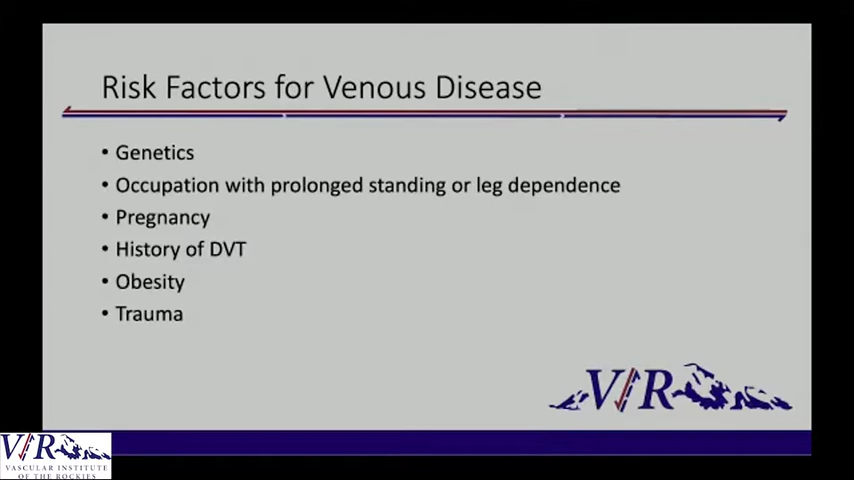 Risk Factors for Venous Disease
• Genetics
• Occupation with prolonged standing or leg dependence
• Pregnancy
• History of DVT
• Obesity
• Trauma
V/R
V/R
VASCULAR INSTITUTE
OF THE ROCKIES